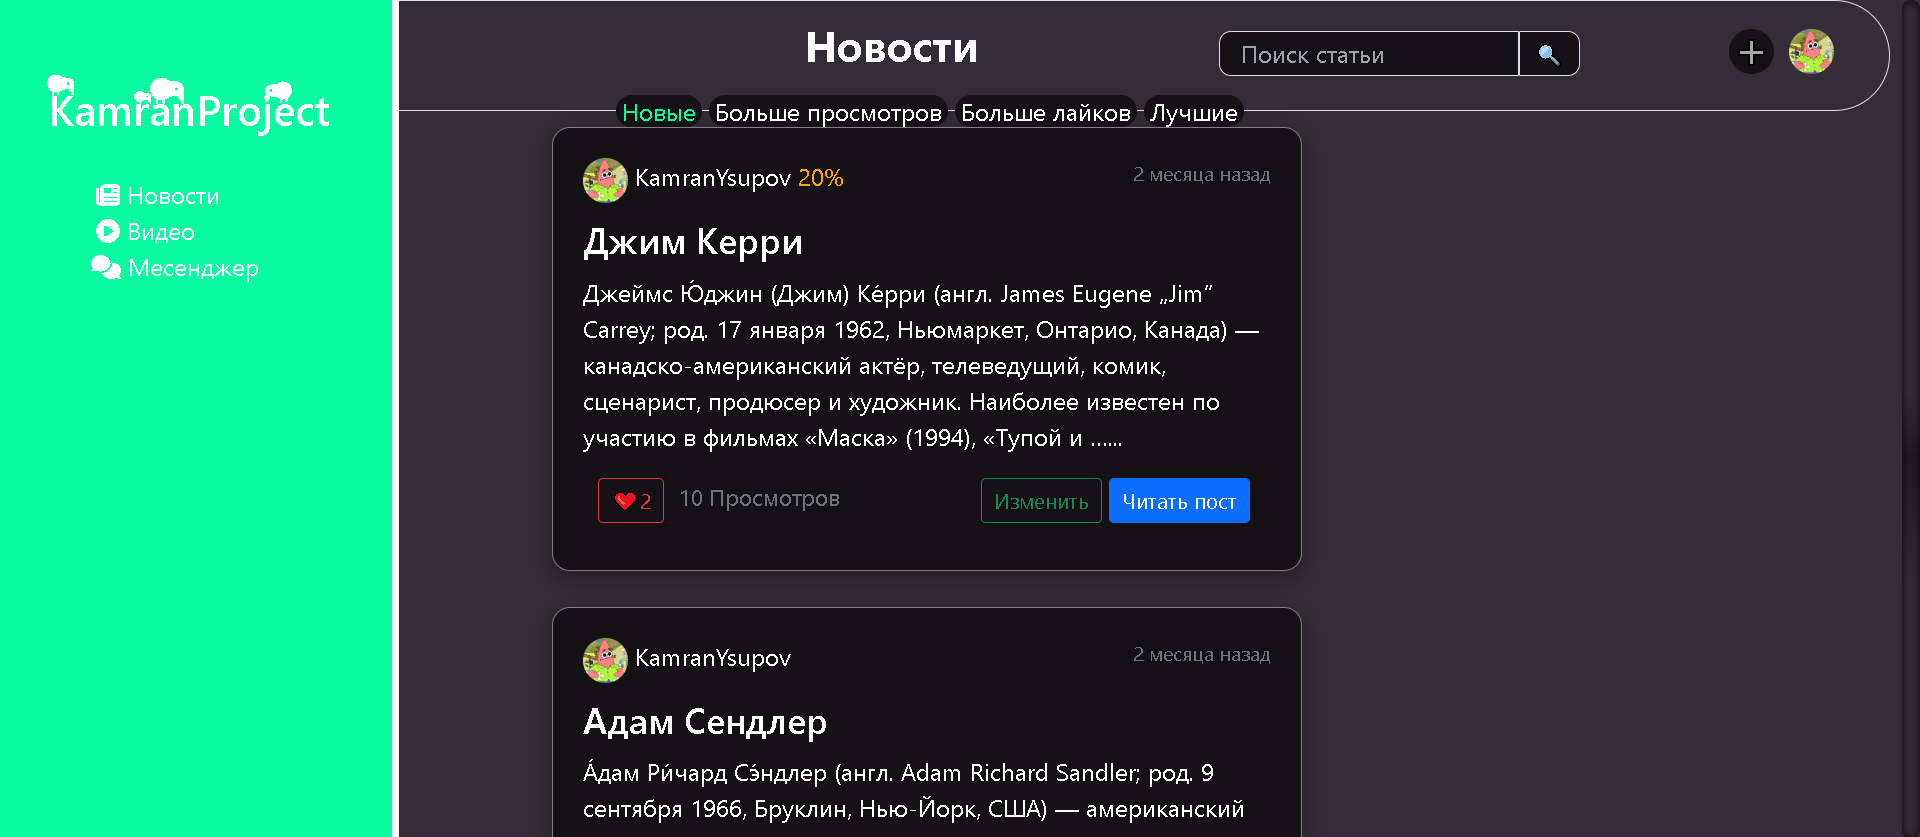 KamranProject
Новости
Видео
Месенджер
Новости
Поиск статьи
Новые Больше просмотров Больше лайков Лучшие
KamranYsupov 20%
2 месяца назад
Джим Керри
Джеймс Ю́джин (Джим) Ке́рри (англ. James Eugene „Jim“
Carrey; род. 17 января 1962, Ньюмаркет, Онтарио, Канада) —
канадско-американский актёр, телеведущий, комик,
сценарист, продюсер и художник. Наиболее известен по
участию в фильмах «Маска» (1994), «Тупой и ......
2
10 Просмотров
Изменить
Читать пост
KamranYsupov
2 месяца назад
Адам Сендлер
А́дам Ри́чард Сэ́ндлер (англ. Adam Richard Sandler; род. 9
сентября 1966, Бруклин, Нью-Йорк, США) — американский